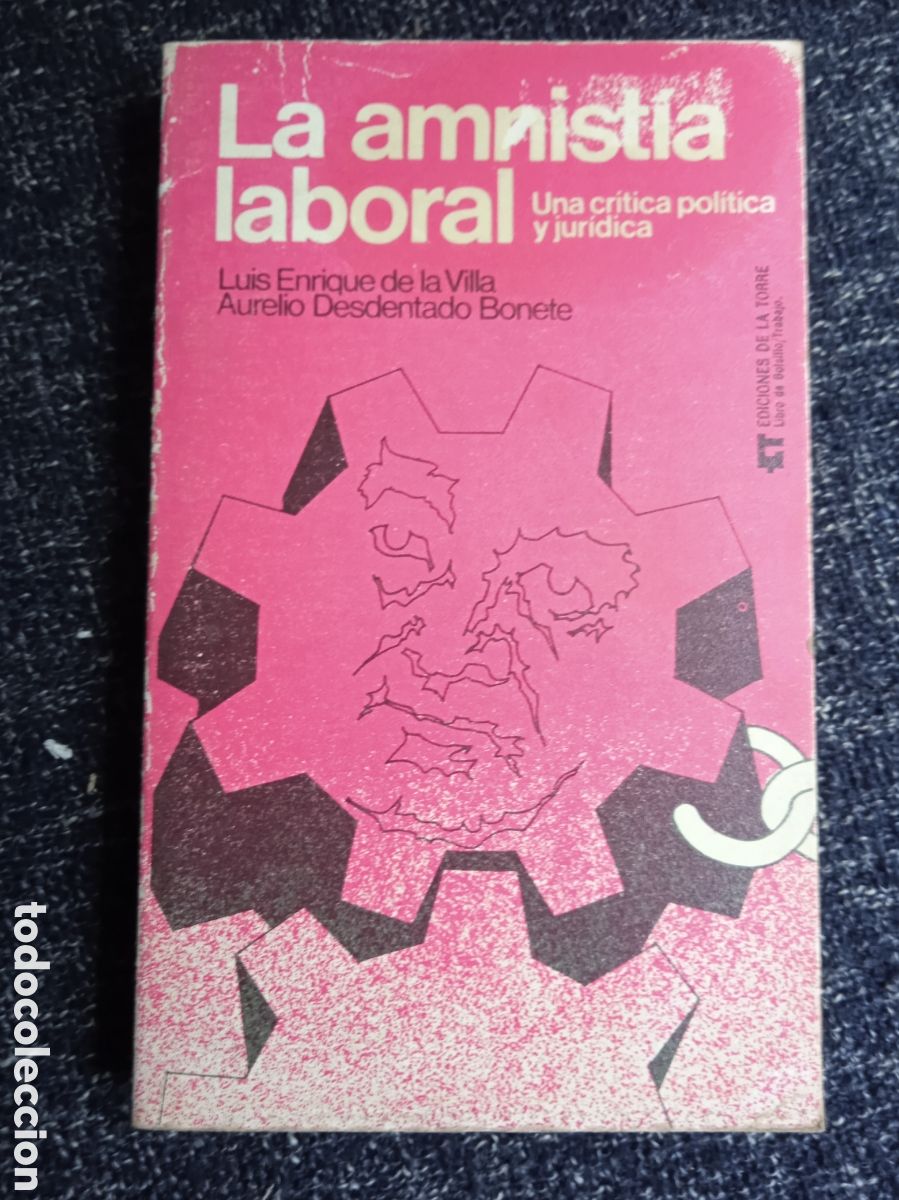 La amnistía
laboral
Una crítica política
y jurídica
Luis Enrique de la Villa
Aurelio Desdentado Bonete
ET EDICIONES DE LA TORRE
Libro de Bolsillo/Trabajo.
todocoleccion